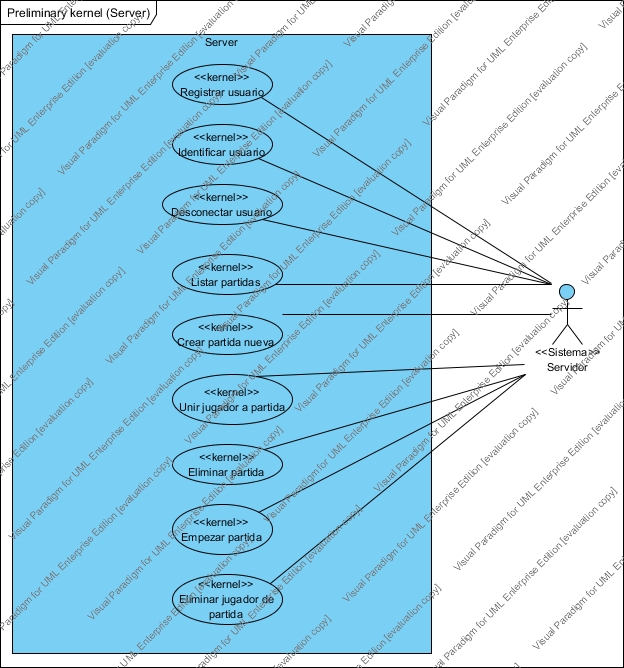 Preliminary kernel (Server)
Server
<<kernel>>
Registrar usuario
<<kernel>>
Identificar usuario
<<kernel>>
Desconectar usuario
<<kernel>>
Listar partidas
<<kernel>>
Crear partida nueva
<<kernel>>
Unir jugador a partida
<<kernel>>
Eliminar partida
<<kernel>>
Empezar partida
<<kernel>>
Eliminar jugador de
partida
<<Sistema>>
Servidor
Visual Paradigm for UML Enterprise Edition [evaluation copy]